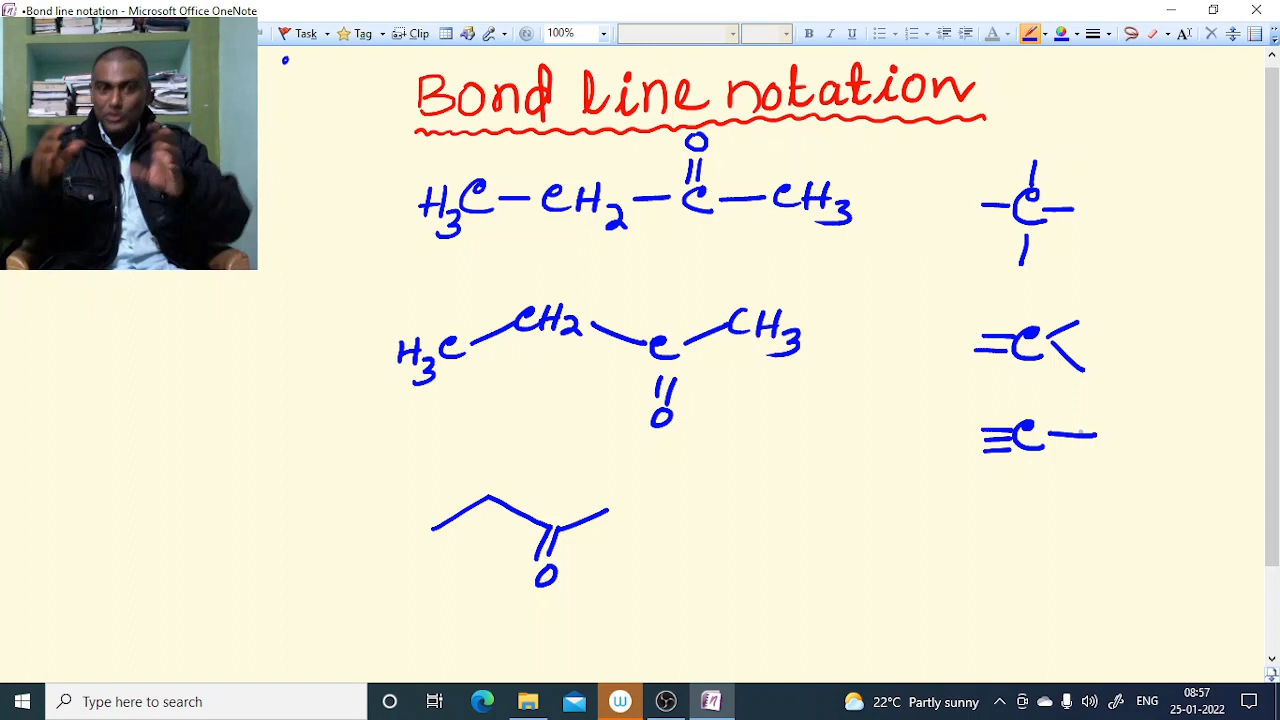 •Bond line notation - Microsoft Office OneNote
Task Tag Clip 100% B I U A
Bond line notation
O
H3C — CH2 — C — CH3
C
H3C CH2 C CH3
O
=C
≡C—
O
Type here to search
22°C Partly sunny ENG 08:57
25-01-2022